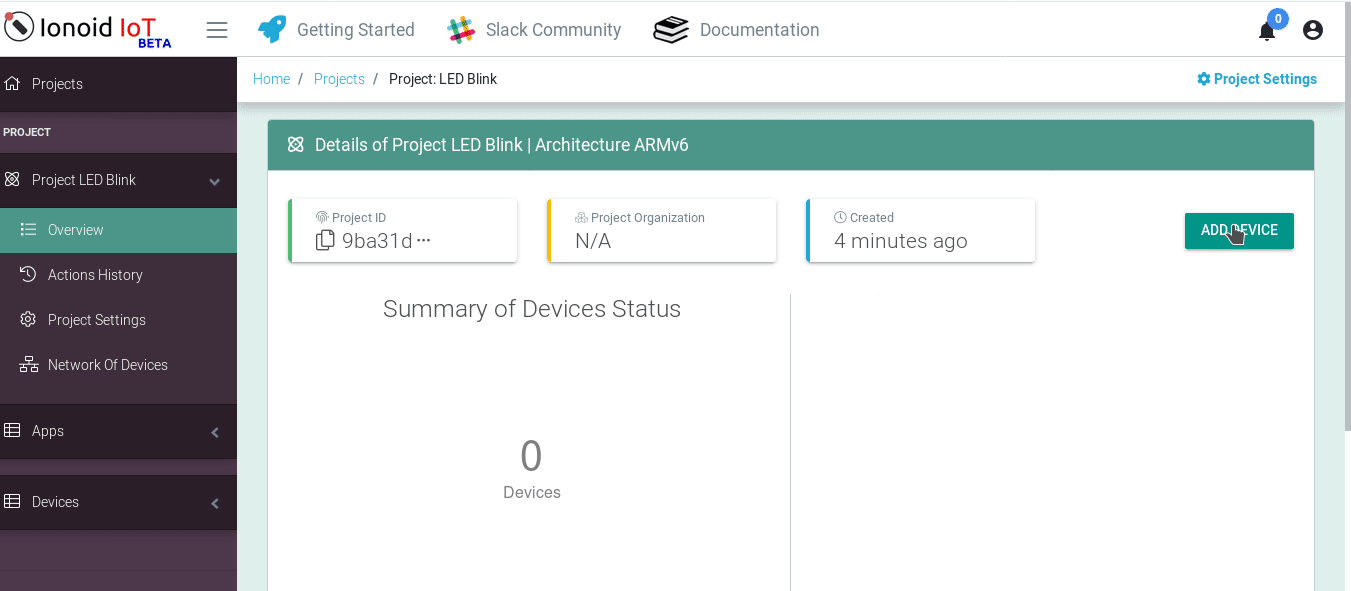 Ionoid IoT
BETA
Getting Started
Slack Community
Documentation
0
Projects
PROJECT
Project LED Blink
Overview
Actions History
Project Settings
Network Of Devices
Apps
Devices
Home / Projects / Project: LED Blink
Project Settings
Details of Project LED Blink | Architecture ARMv6
Project ID
9ba31d ···
Project Organization
N/A
Created
4 minutes ago
ADD DEVICE
Summary of Devices Status
0
Devices